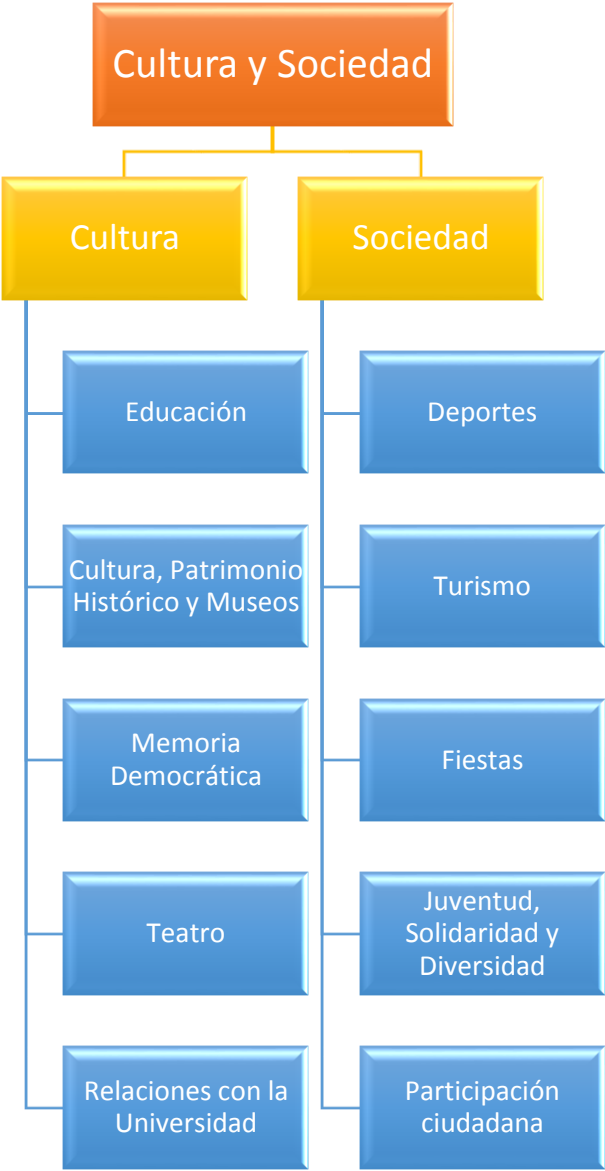 Cultura y Sociedad
Cultura
Sociedad
Educación
Deportes
Cultura, Patrimonio
Histórico y Museos
Turismo
Memoria
Democrática
Fiestas
Teatro
Juventud,
Solidaridad y
Diversidad
Relaciones con la
Universidad
Participación
ciudadana